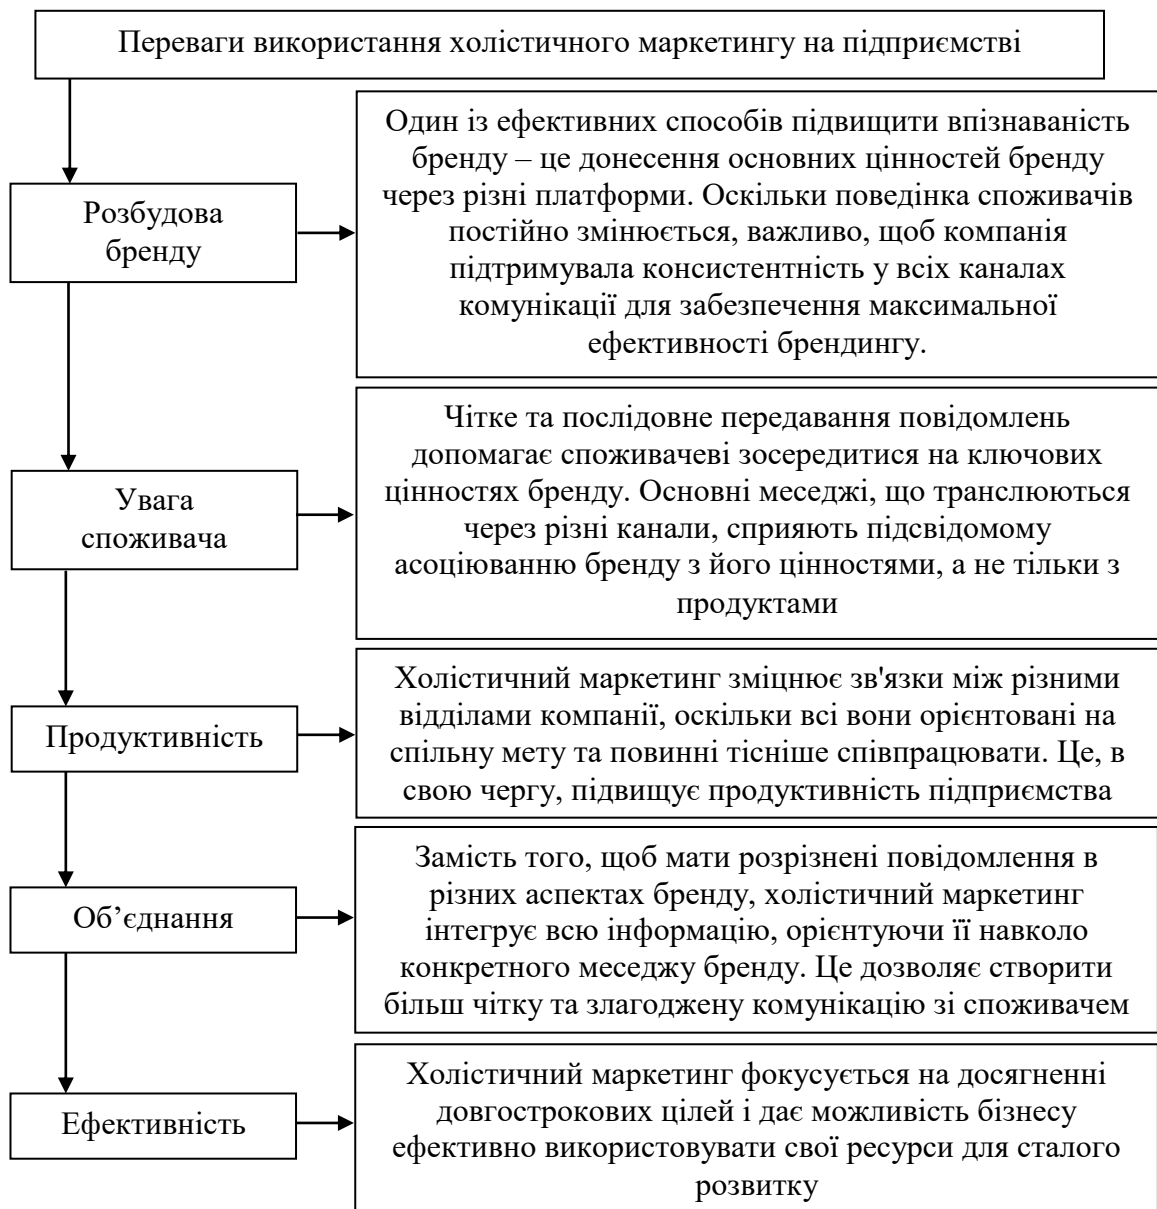 Переваги використання холістичного маркетингу на підприємстві
Розбудова
бренду
Один із ефективних способів підвищити впізнаваність
бренду – це донесення основних цінностей бренду
через різні платформи. Оскільки поведінка споживачів
постійно змінюється, важливо, щоб компанія
підтримувала консистентність у всіх каналах
комунікації для забезпечення максимальної
ефективності брендингу.
Увага
споживача
Чітке та послідовне передавання повідомлень
допомагає споживачеві зосередитися на ключових
цінностях бренду. Основні меседжі, що транслюються
через різні канали, сприяють підсвідомому
асоціюванню бренду з його цінностями, а не тільки з
продуктами
Продуктивність
Холістичний маркетинг зміцнює зв'язки між різними
відділами компанії, оскільки всі вони орієнтовані на
спільну мету та повинні тісніше співпрацювати. Це, в
свою чергу, підвищує продуктивність підприємства
Об’єднання
Замість того, щоб мати розрізнені повідомлення в
різних аспектах бренду, холістичний маркетинг
інтегрує всю інформацію, орієнтуючи її навколо
конкретного меседжу бренду. Це дозволяє створити
більш чітку та злагоджену комунікацію зі споживачем
Ефективність
Холістичний маркетинг фокусується на досягненні
довгострокових цілей і дає можливість бізнесу
ефективно використовувати свої ресурси для сталого
розвитку